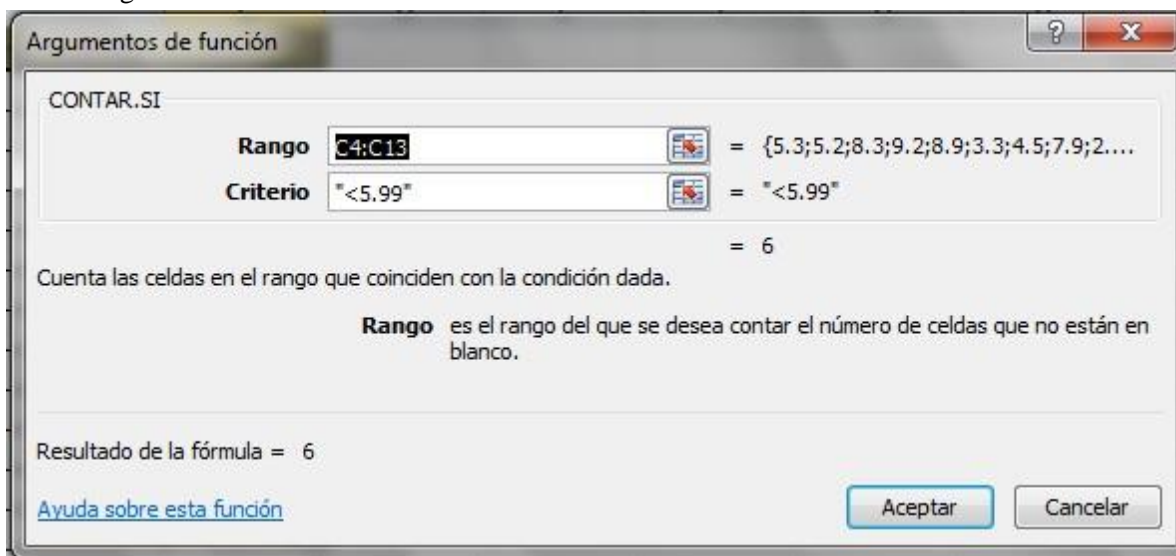 Argumentos de función
CONTAR.SI
Rango C4:C13 = {5.3;5.2;8.3;9.2;8.9;3.3;4.5;7.9;2....
Criterio "<5.99" = "<5.99"
= 6
Cuenta las celdas en el rango que coinciden con la condición dada.
Rango es el rango del que se desea contar el número de celdas que no están en
blanco.
Resultado de la fórmula = 6
Ayuda sobre esta función Aceptar Cancelar